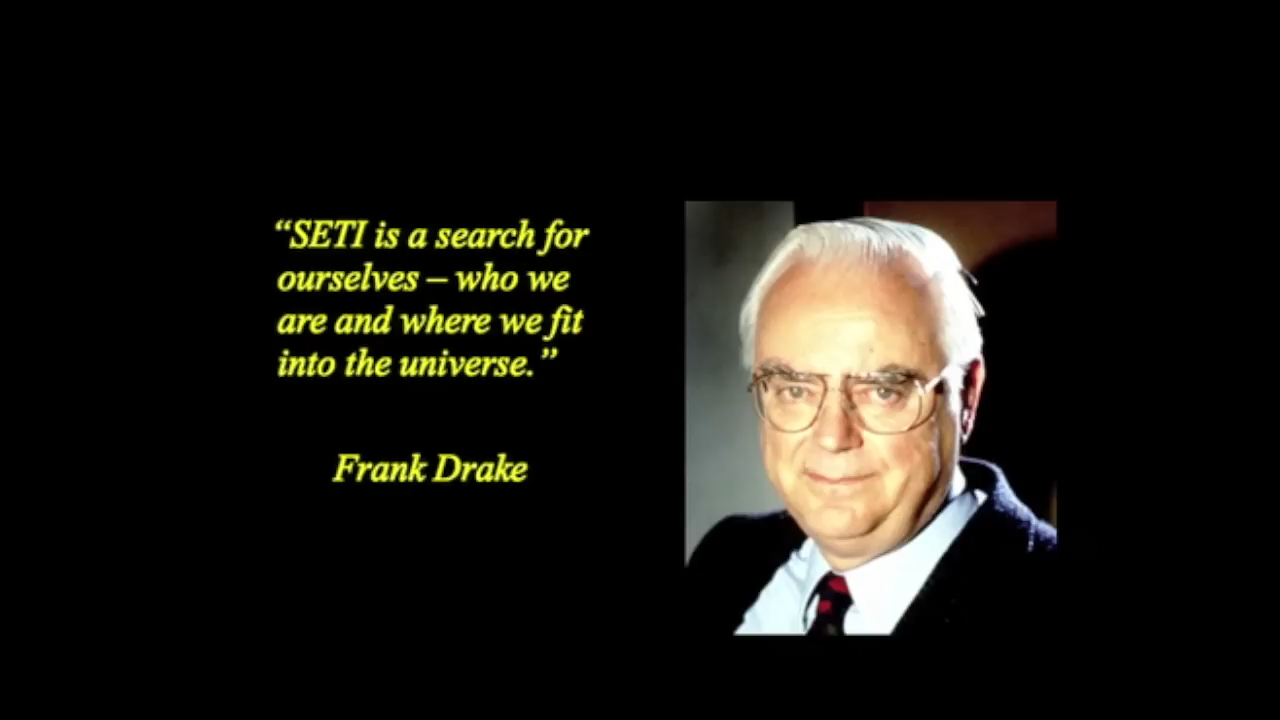 “SETI is a search for
ourselves – who we
are and where we fit
into the universe.”
Frank Drake